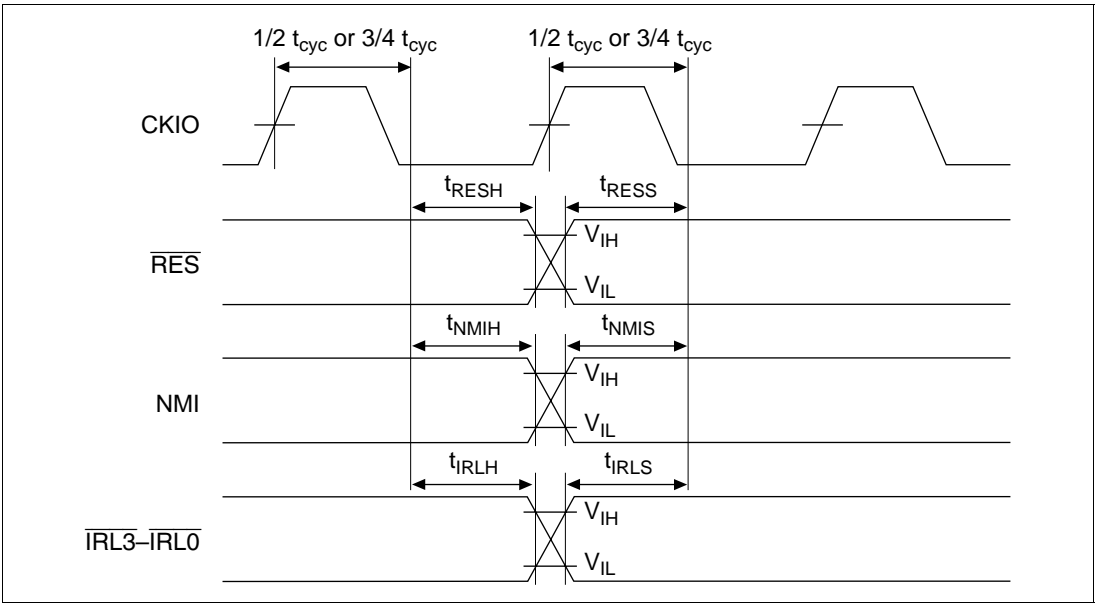 1/2 tcyc or 3/4 tcyc 1/2 tcyc or 3/4 tcyc
CKIO
tRESH tRESS
VIH
RES
VIL
tNMIH tNMIS
VIH
NMI
VIL
tIRLH tIRLS
VIH
IRL3–IRL0
VIL